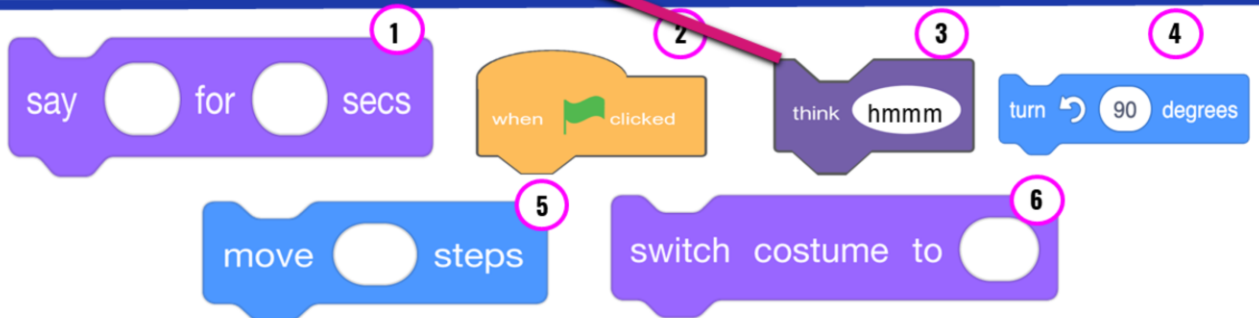 1
say for secs
2
when clicked
3
think hmmm
4
turn 90 degrees
5
move steps
6
switch costume to